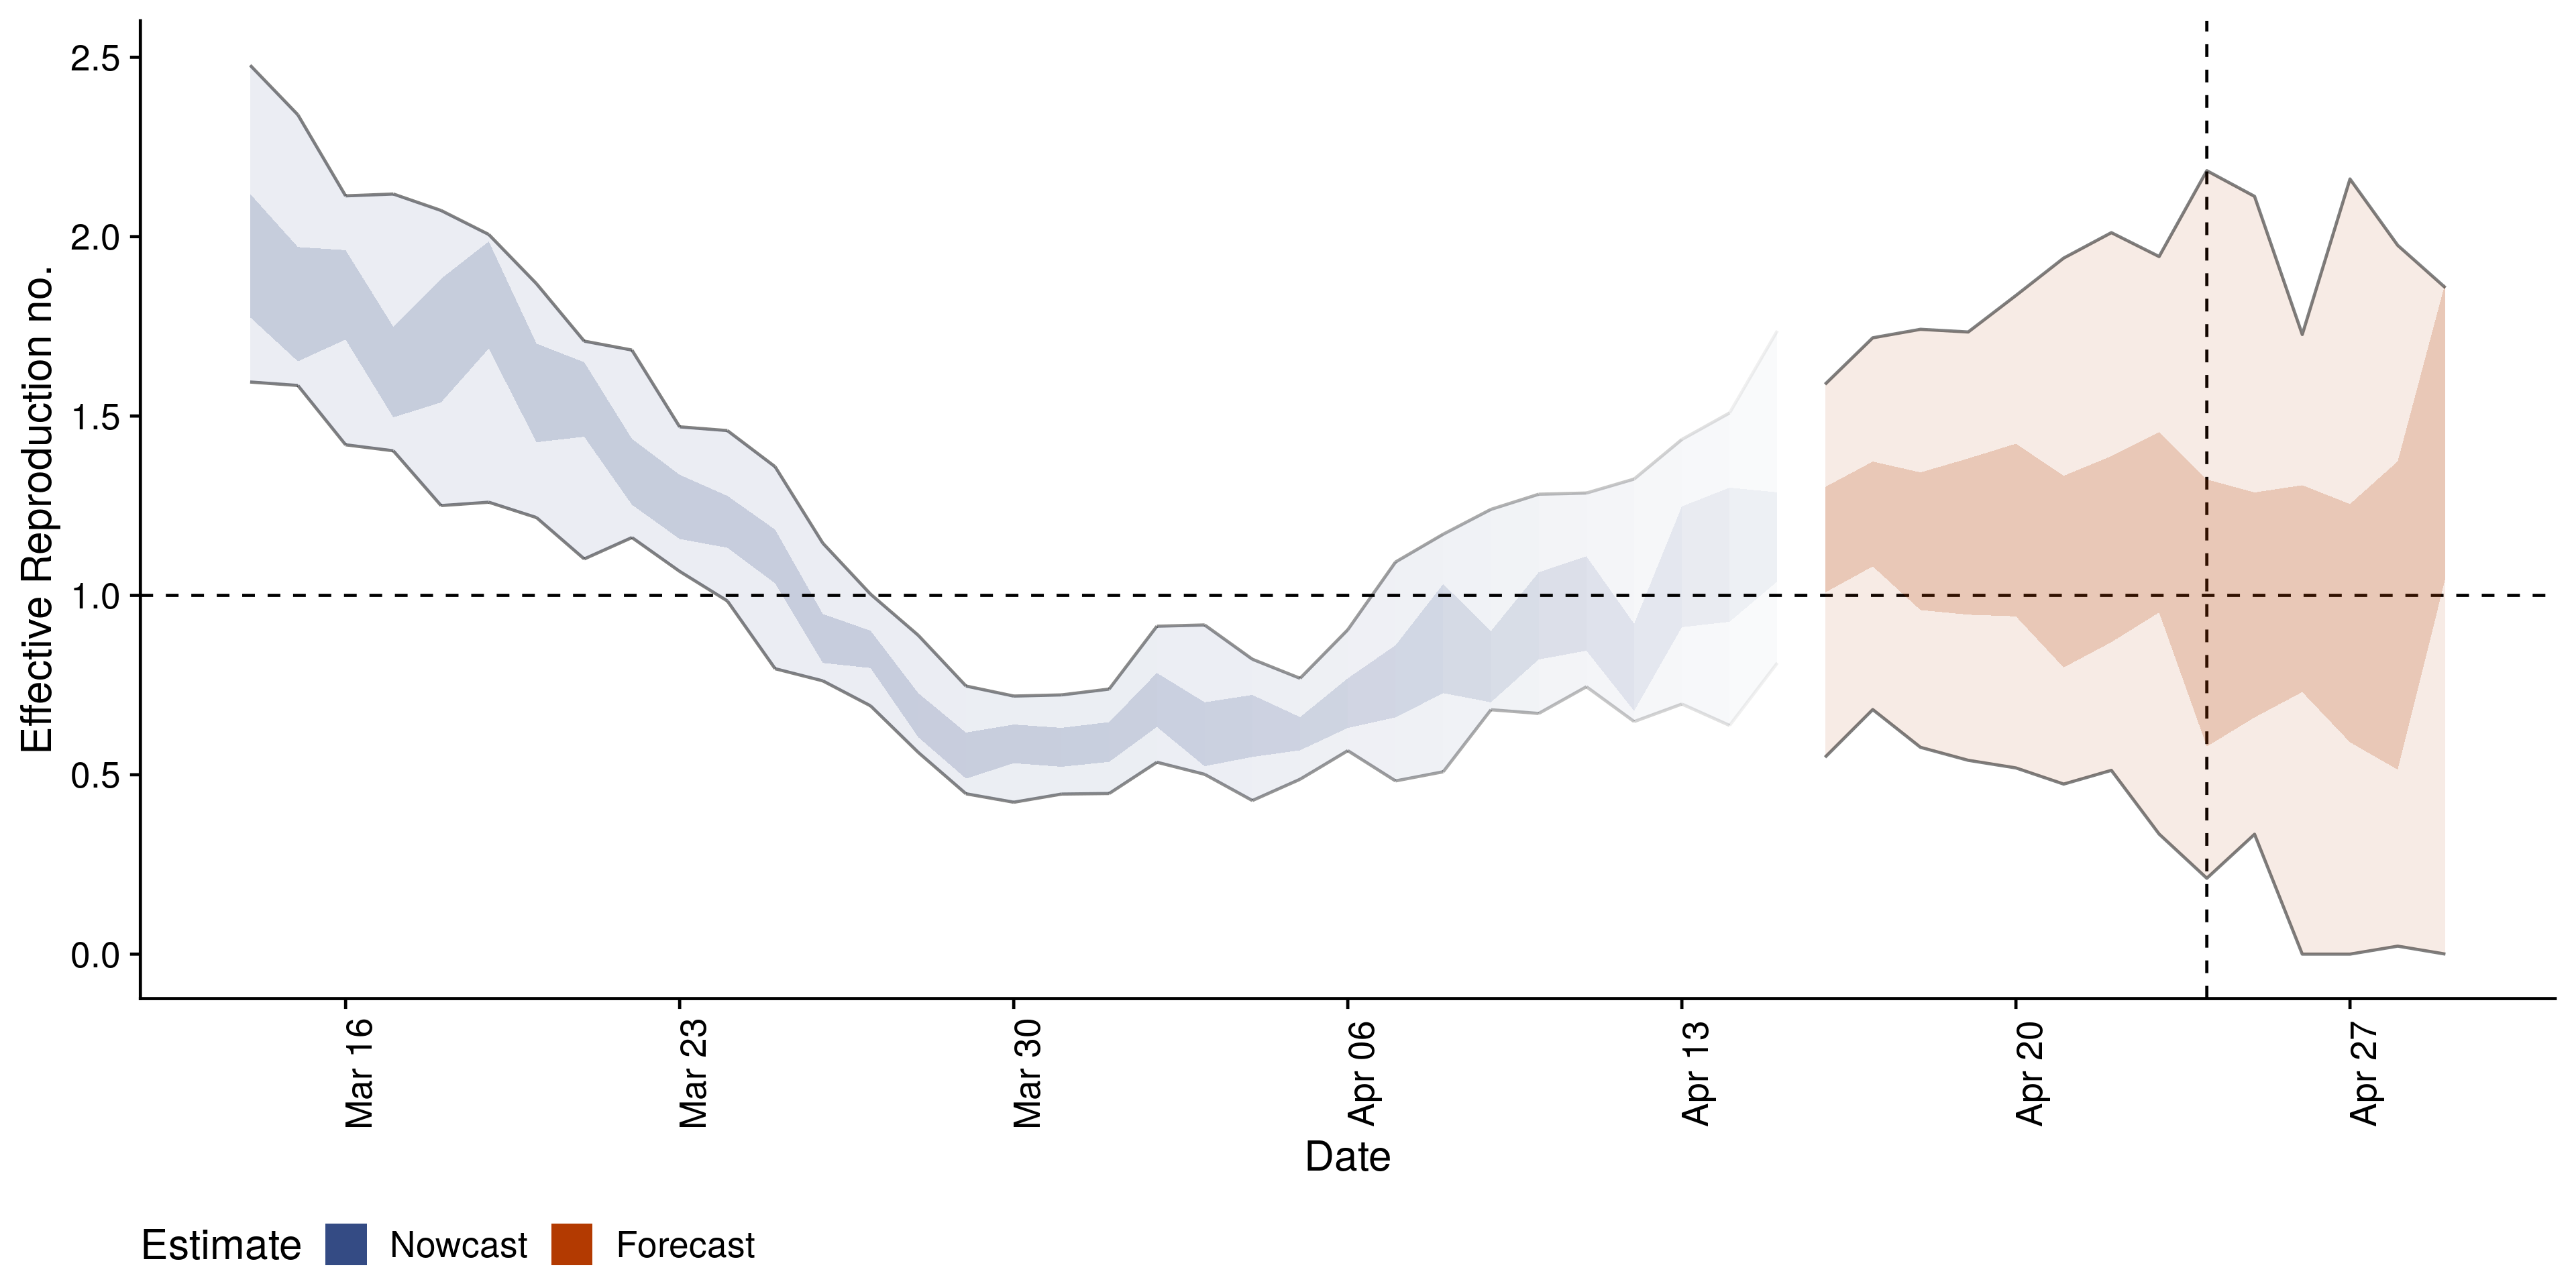 Effective Reproduction no.
2.5
2.0
1.5
1.0
0.5
0.0
Mar 16
Mar 23
Mar 30
Apr 06
Apr 13
Apr 20
Apr 27
Date
Estimate Nowcast Forecast